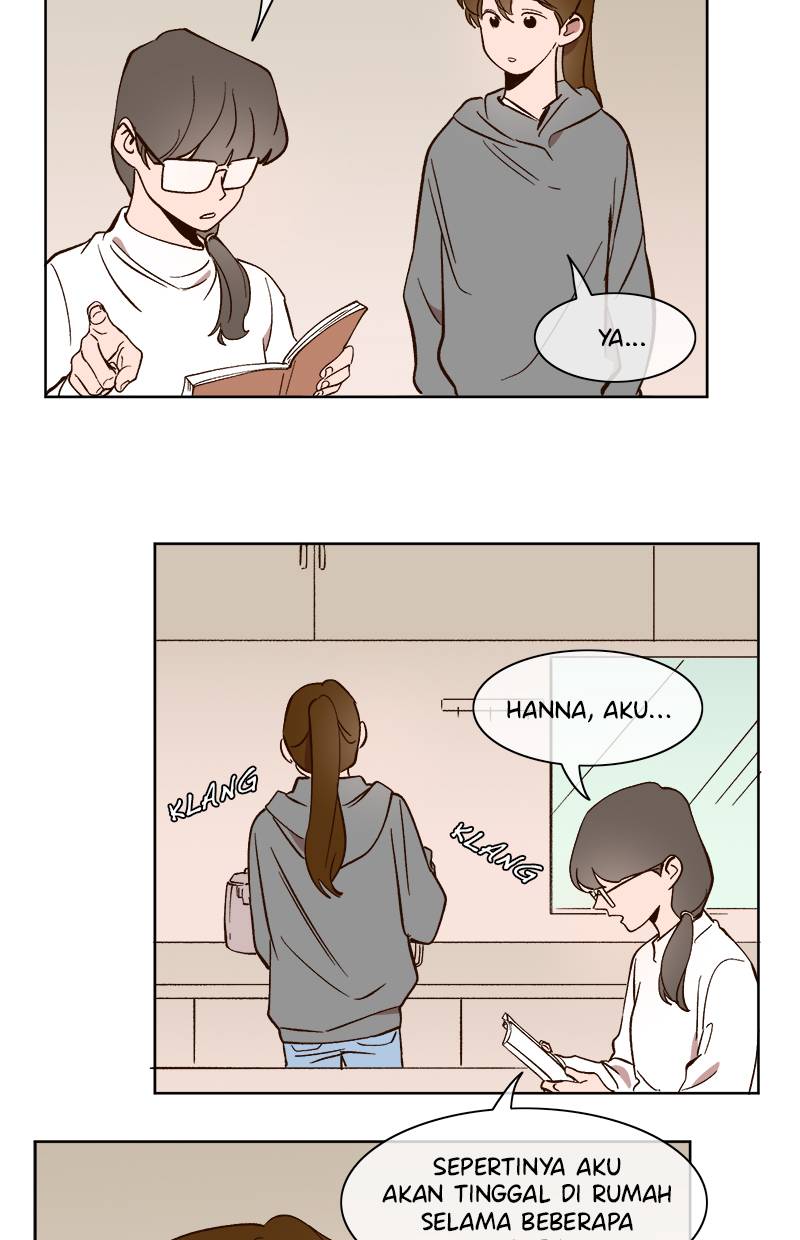 YA...
HANNA, AKU...
KLANG
KLANG
SEPERTINYA AKU
AKAN TINGGAL DI RUMAH
SELAMA BEBERAPA